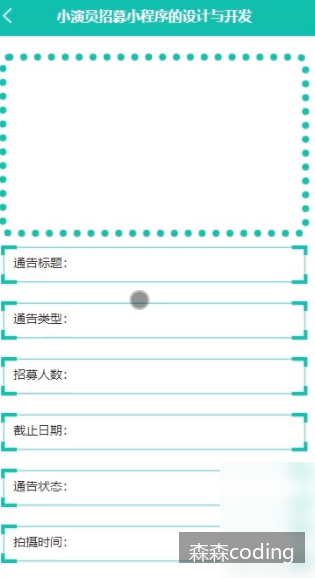 小演员招募小程序的设计与开发
通告标题:
通告类型:
招募人数:
截止日期:
通告状态:
拍摄时间:
森森coding